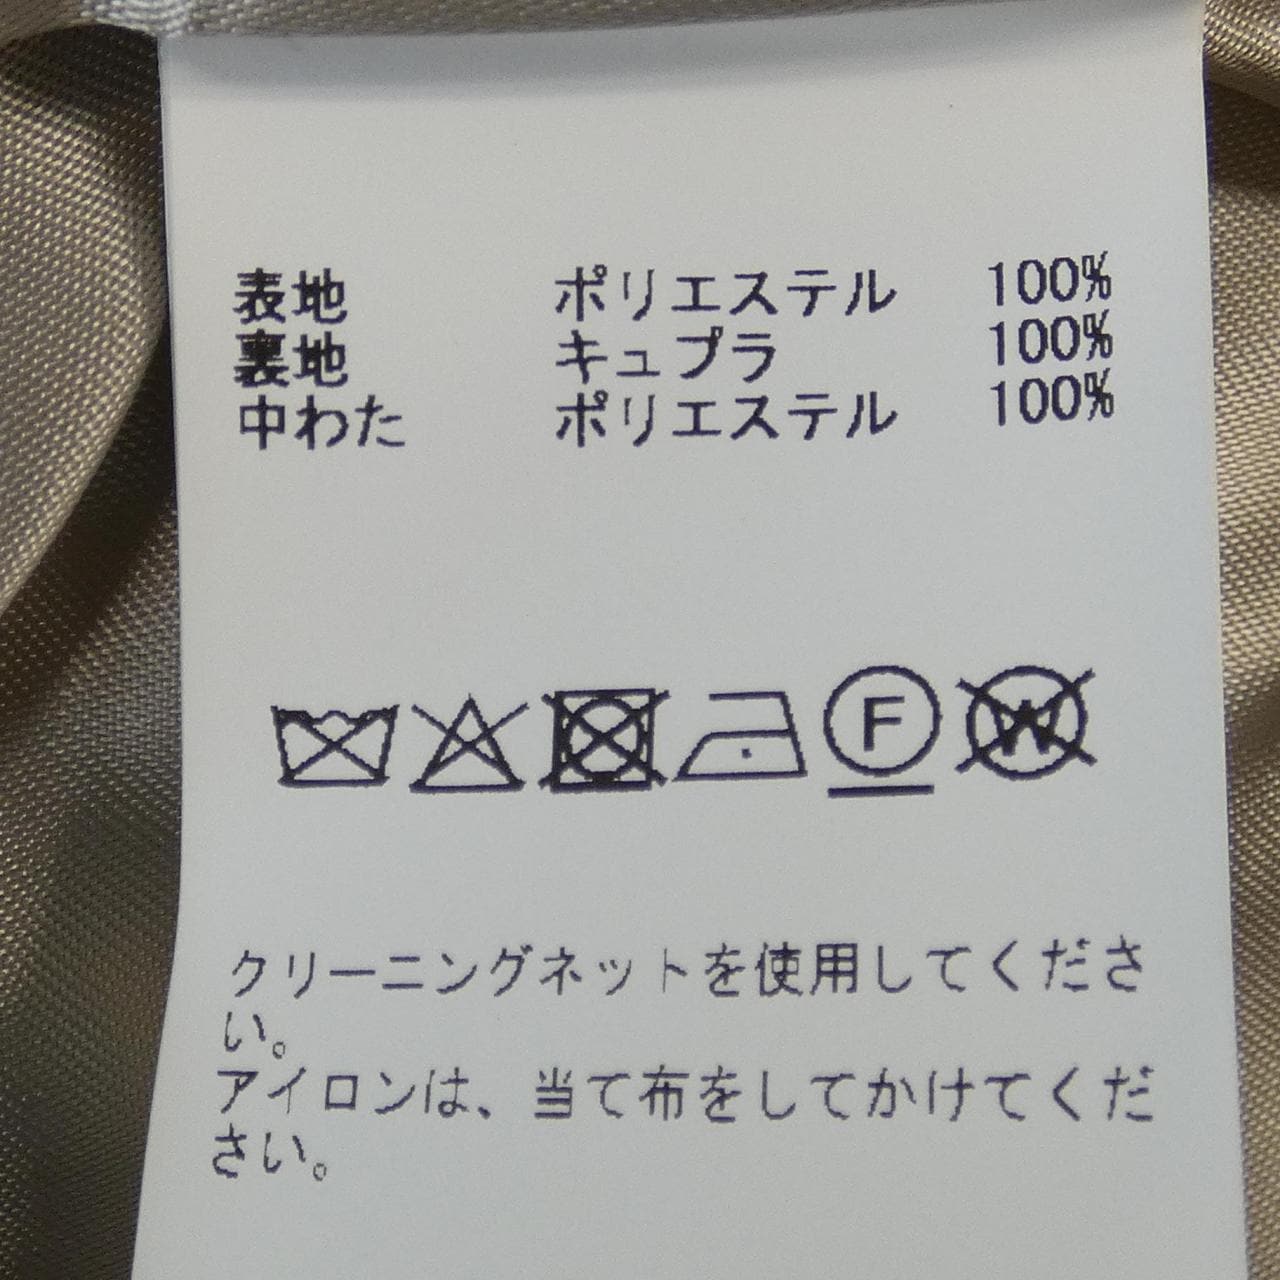 表地 ポリエステル 100%
裏地 キュプラ 100%
中わた ポリエステル 100%
F W
クリーニングネットを使用してくださ
い。
アイロンは、当て布をしてかけてくだ
さい。